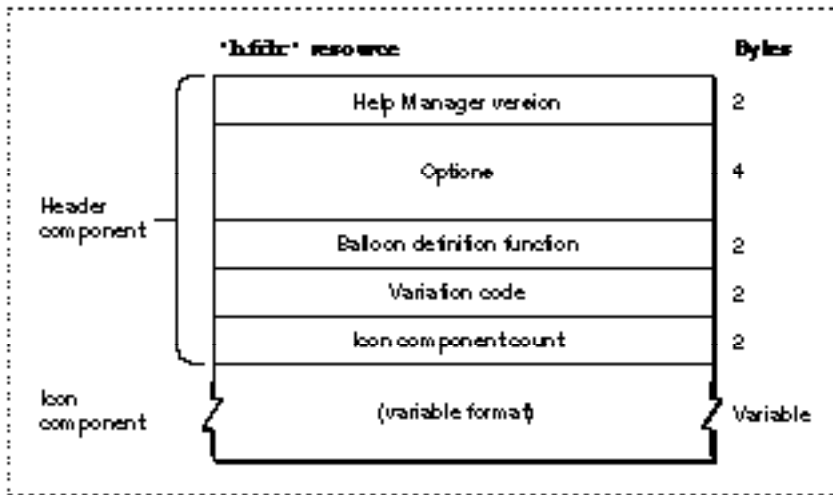 'hfdr' resource Bytes
Help Manager version 2
Options 4
Header
component
Balloon definition function 2
Variation code 2
Icon component count 2
Icon
component
(variable format) Variable